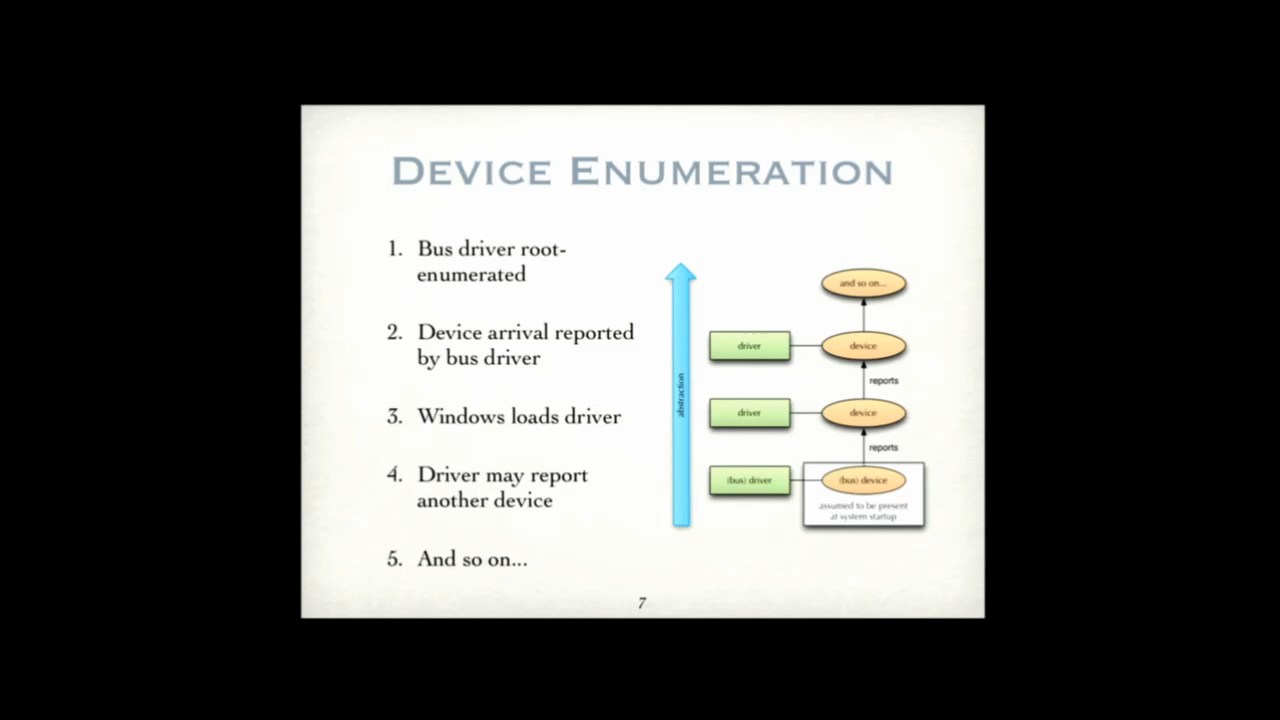 DEVICE ENUMERATION
1. Bus driver root-
enumerated
2. Device arrival reported
by bus driver
3. Windows loads driver
4. Driver may report
another device
5. And so on...
abstraction
and so on...
driver
device
reports
driver
device
reports
(bus) driver
(bus) device
assumed to be present
at system startup
7